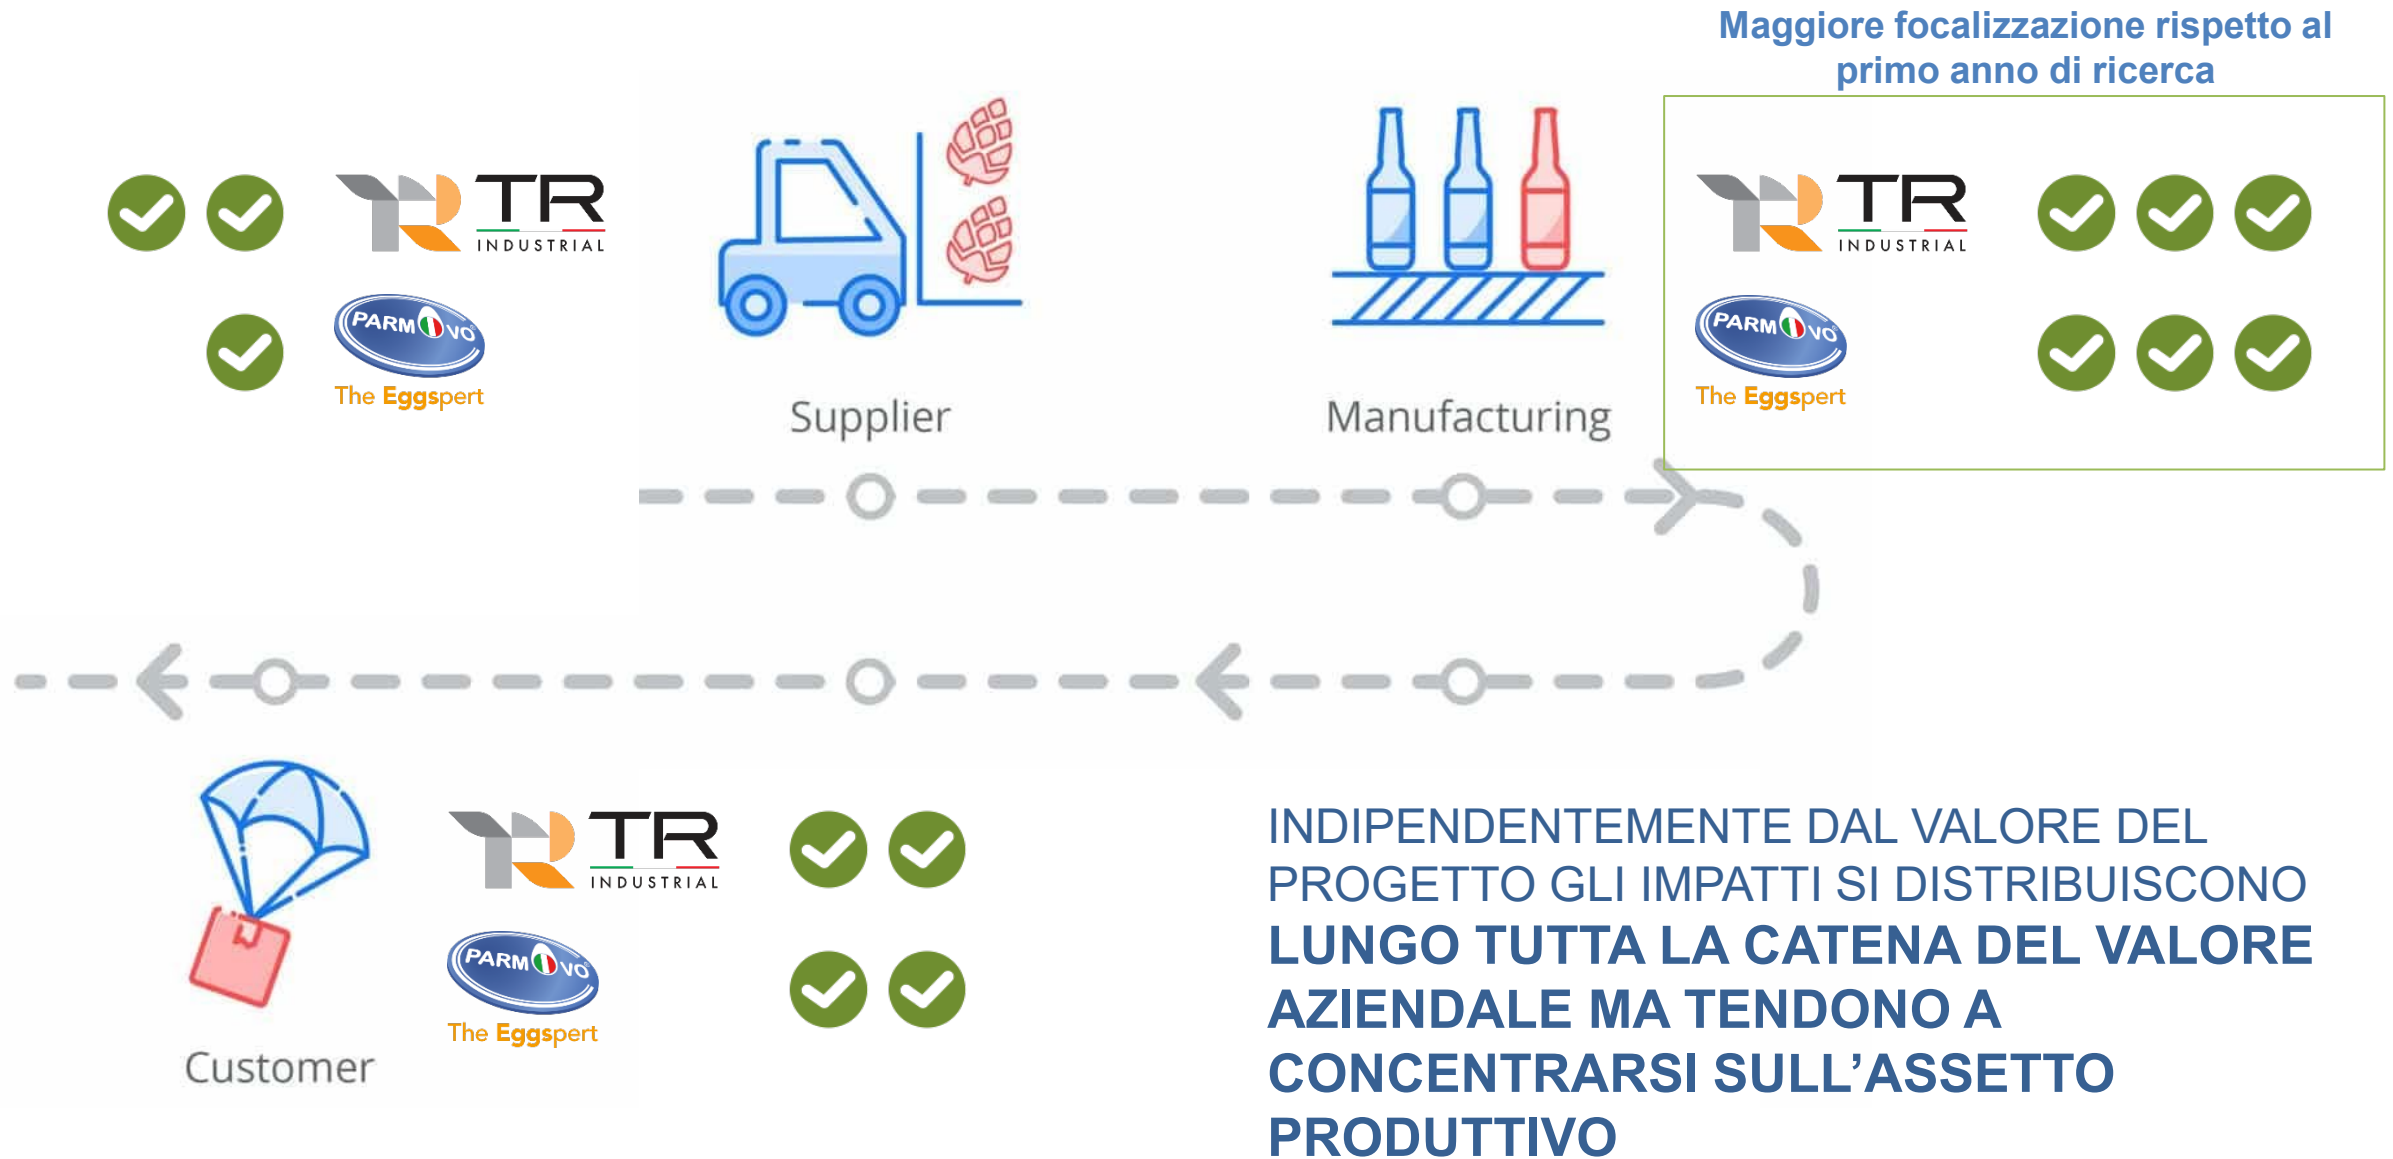 Maggiore focalizzazione rispetto al
primo anno di ricerca
TR
INDUSTRIAL
PARMOVO
The Eggspert
Supplier
Manufacturing
TR
INDUSTRIAL
PARMOVO
The Eggspert
Customer
TR
INDUSTRIAL
PARMOVO
The Eggspert
INDIPENDENTEMENTE DAL VALORE DEL
PROGETTO GLI IMPATTI SI DISTRIBUISCONO
LUNGO TUTTA LA CATENA DEL VALORE
AZIENDALE MA TENDONO A
CONCENTRARSI SULL’ASSETTO
PRODUTTIVO